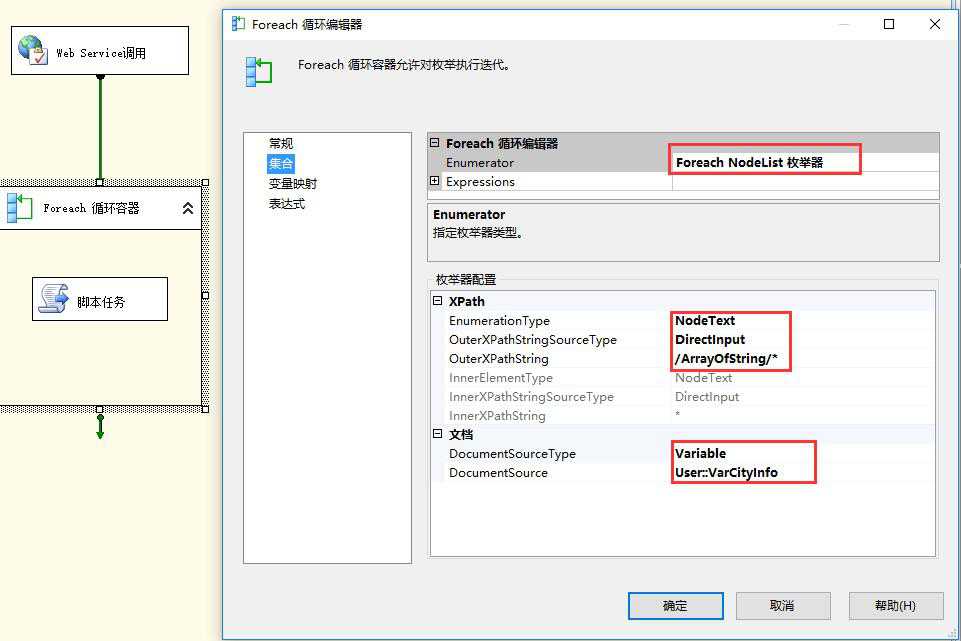 Web Service调用
Foreach 循环容器
脚本任务
Foreach 循环编辑器
Foreach 循环容器允许对枚举执行迭代。
常规
集合
变量映射
表达式
Foreach 循环编辑器
Enumerator Foreach NodeList 枚举器
Expressions
Enumerator
指定枚举器类型。
枚举器配置
XPath
EnumerationType NodeText
OuterXPathStringSourceType DirectInput
OuterXPathString /ArrayOfString/*
InnerElementType NodeText
InnerXPathStringSourceType DirectInput
InnerXPathString *
文档
DocumentSourceType Variable
DocumentSource User::VarCityInfo
确定 取消 帮助(H)